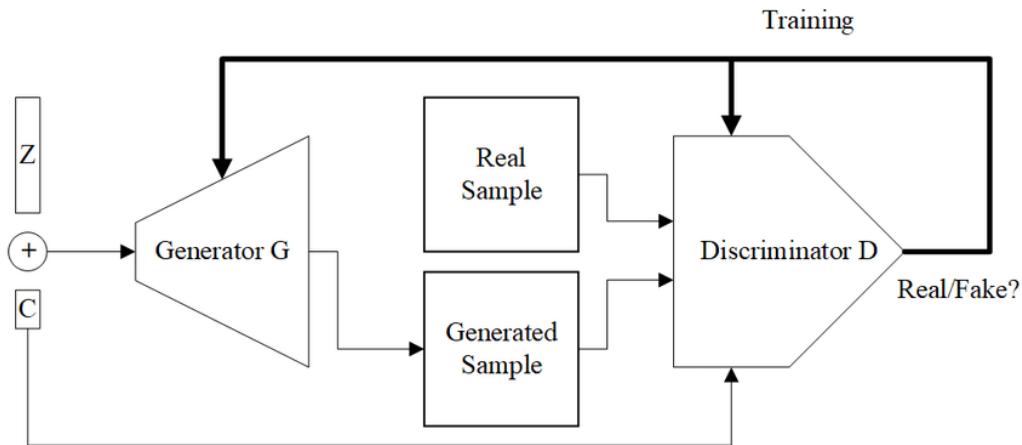 Training
Z
+
C
Generator G
Real
Sample
Generated
Sample
Discriminator D
Real/Fake?